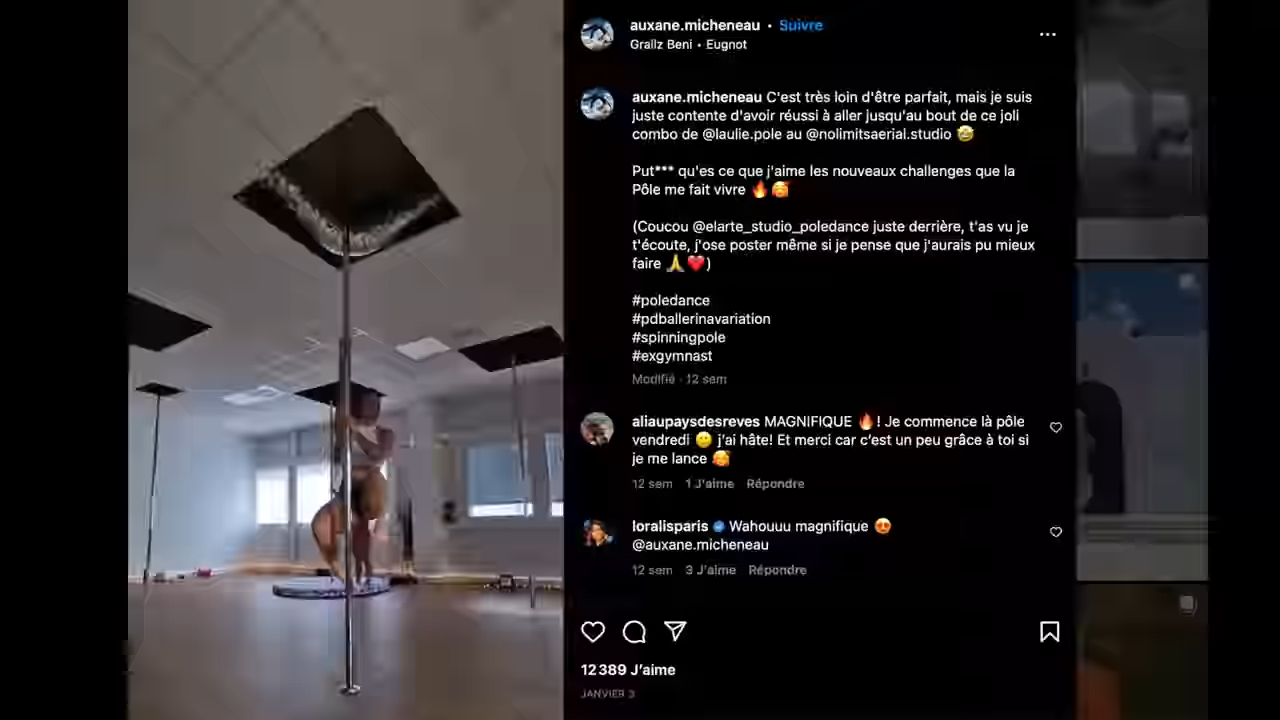 auxane.micheneau • Suivre
Grallz Beni • Eugnot
auxane.micheneau C'est très loin d'être parfait, mais je suis
juste contente d'avoir réussi à aller jusqu'au bout de ce joli
combo de @laulie.pole au @nolimitsaerial.studio 🤩
Put*** qu'es ce que j'aime les nouveaux challenges que la
Pôle me fait vivre 🔥🥰
(Coucou @elarte_studio_poledance juste derrière, t'as vu je
t'écoute, j'ose poster même si je pense que j'aurais pu mieux
faire 🙏❤️)
#poledance
#pdballerinavariation
#spinningpole
#exgymnast
Modifié · 12 sem
aliaupaysdesreves MAGNIFIQUE 🔥! Je commence là pôle
vendredi 🙂 j'ai hâte! Et merci car c'est un peu grâce à toi si
je me lance 🥰
12 sem 1 J'aime Répondre
loralisparis Wahouuu magnifique 😍
@auxane.micheneau
12 sem 3 J'aime Répondre
12 389 J'aime
JANVIER 3